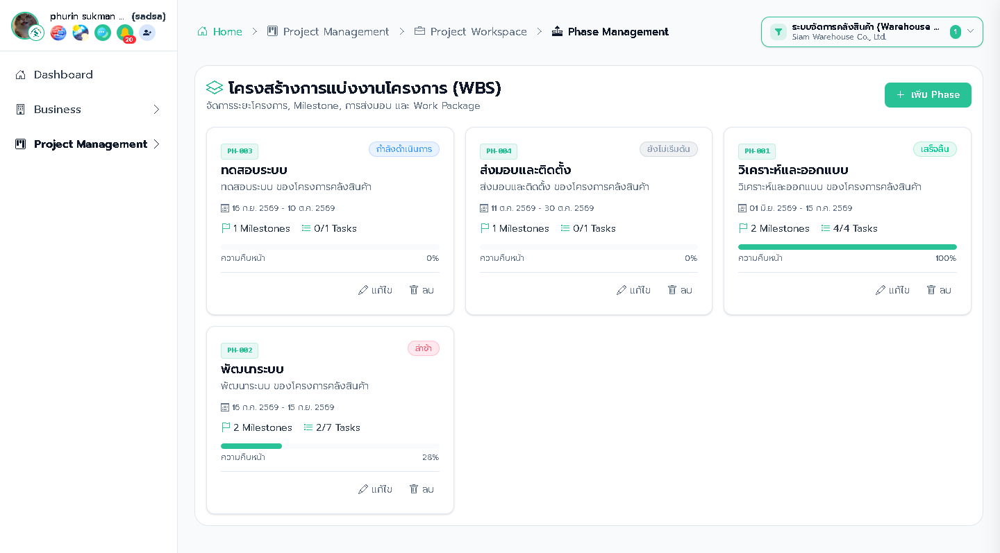 phurin sukman ... (sadsa)
20
Dashboard
Business
Project Management
Home
Project Management
Project Workspace
Phase Management
ระบบจัดการคลังสินค้า (Warehouse ...
Siam Warehouse Co., Ltd.
1
โครงสร้างการแบ่งงานโครงการ (WBS)
จัดการระยะโครงการ, Milestone, การส่งมอบ และ Work Package
+ เพิ่ม Phase
PH-003
กำลังดำเนินการ
ทดสอบระบบ
ทดสอบระบบ ของโครงการคลังสินค้า
16 ก.ย. 2569 - 10 ต.ค. 2569
1 Milestones 0/1 Tasks
ความคืบหน้า 0%
แก้ไข ลบ
PH-004
ยังไม่เริ่มต้น
ส่งมอบและติดตั้ง
ส่งมอบและติดตั้ง ของโครงการคลังสินค้า
11 ต.ค. 2569 - 30 ต.ค. 2569
1 Milestones 0/1 Tasks
ความคืบหน้า 0%
แก้ไข ลบ
PH-001
เสร็จสิ้น
วิเคราะห์และออกแบบ
วิเคราะห์และออกแบบ ของโครงการคลังสินค้า
01 มิ.ย. 2569 - 15 ก.ค. 2569
2 Milestones 4/4 Tasks
ความคืบหน้า 100%
แก้ไข ลบ
PH-002
ล่าช้า
พัฒนาระบบ
พัฒนาระบบ ของโครงการคลังสินค้า
16 ก.ค. 2569 - 15 ก.ย. 2569
2 Milestones 2/7 Tasks
ความคืบหน้า 28%
แก้ไข ลบ